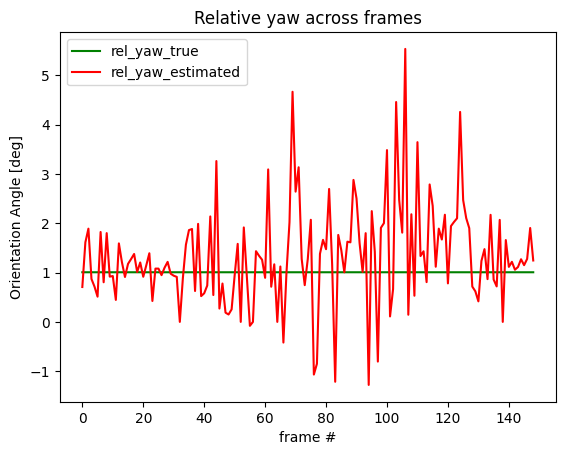 Relative yaw across frames
rel_yaw_true
rel_yaw_estimated
Orientation Angle [deg]
5
4
3
2
1
0
−1
0 20 40 60 80 100 120 140
frame #